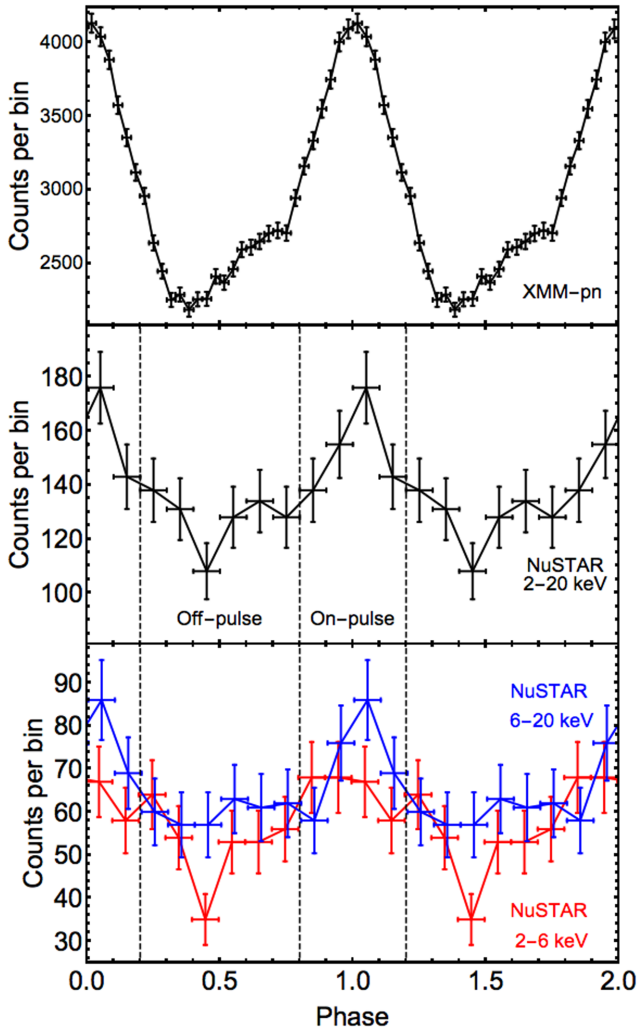 4000
3500
3000
2500
Counts per bin
XMM-pn
180
160
140
120
100
Counts per bin
NuSTAR
2-20 keV
Off-pulse
On-pulse
90
80
70
60
50
40
30
Counts per bin
NuSTAR
6-20 keV
NuSTAR
2-6 keV
0.0 0.5 1.0 1.5 2.0
Phase